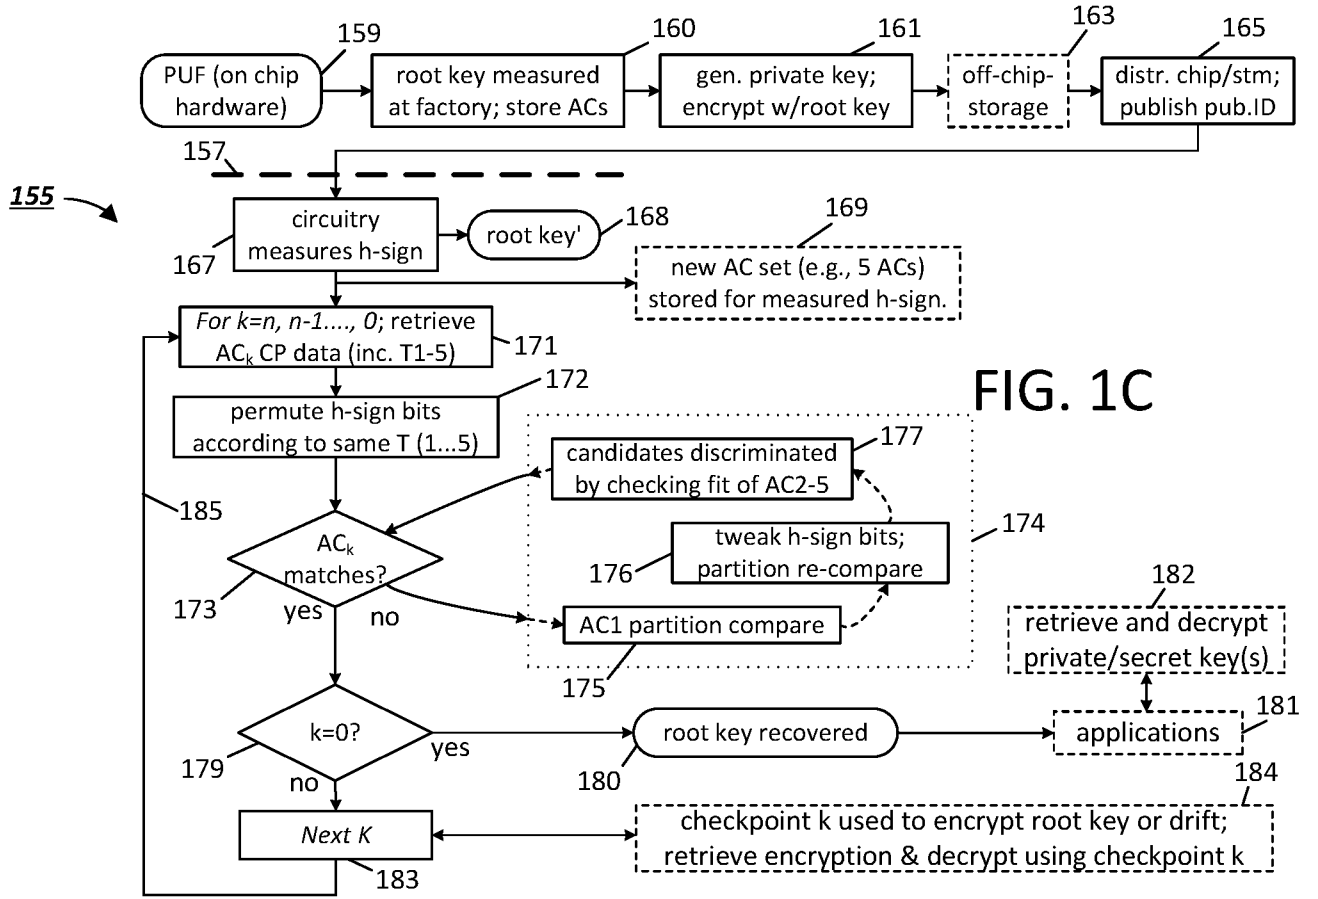 159
160
161
163
165
PUF (on chip
hardware)
root key measured
at factory; store ACs
gen. private key;
encrypt w/root key
off-chip-
storage
distr. chip/stm;
publish pub.ID
157
155
circuitry
measures h-sign
167
root key'
168
169
new AC set (e.g., 5 ACs)
stored for measured h-sign.
For k=n, n-1...., 0; retrieve
ACk CP data (inc. T1-5)
171
172
permute h-sign bits
according to same T (1...5)
FIG. 1C
177
candidates discriminated
by checking fit of AC2-5
174
tweak h-sign bits;
partition re-compare
176
AC1 partition compare
175
185
ACk
matches?
173
yes
no
182
retrieve and decrypt
private/secret key(s)
k=0?
179
yes
no
root key recovered
180
applications
181
184
Next K
183
checkpoint k used to encrypt root key or drift;
retrieve encryption & decrypt using checkpoint k